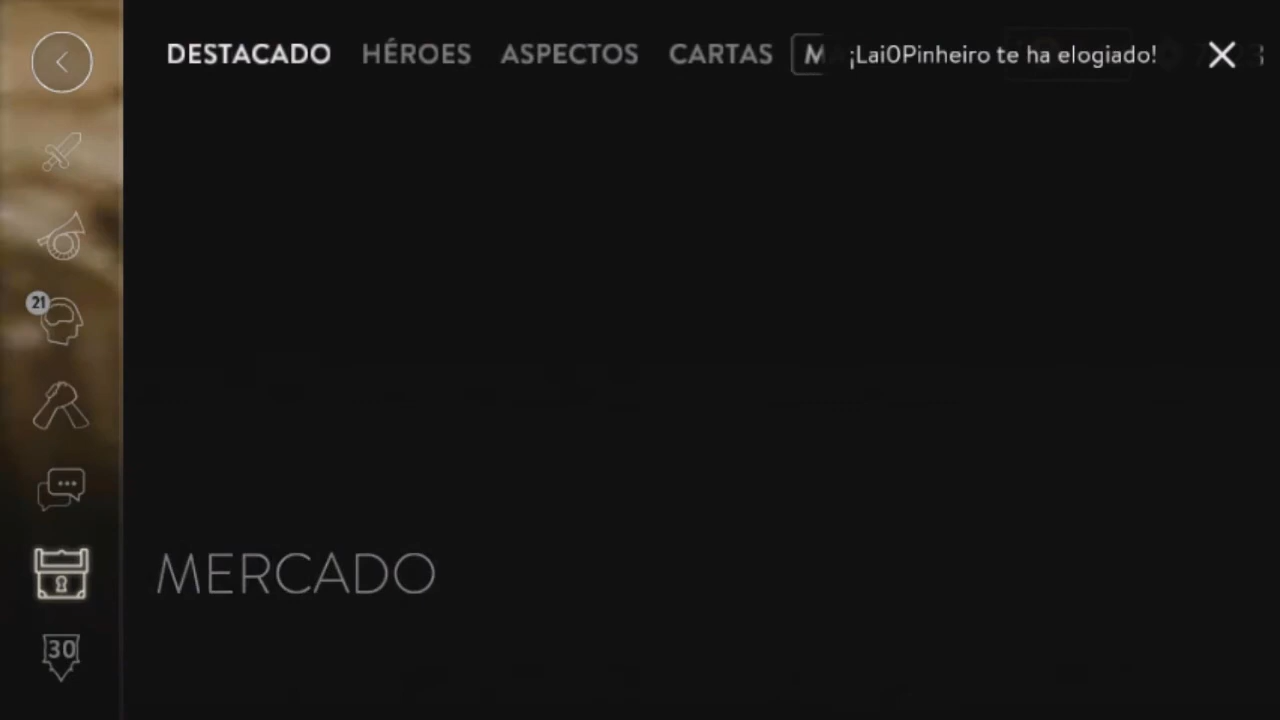 DESTACADO HÉROES ASPECTOS CARTAS M ¡Lai0Pinheiro te ha elogiado!
21
MERCADO
30